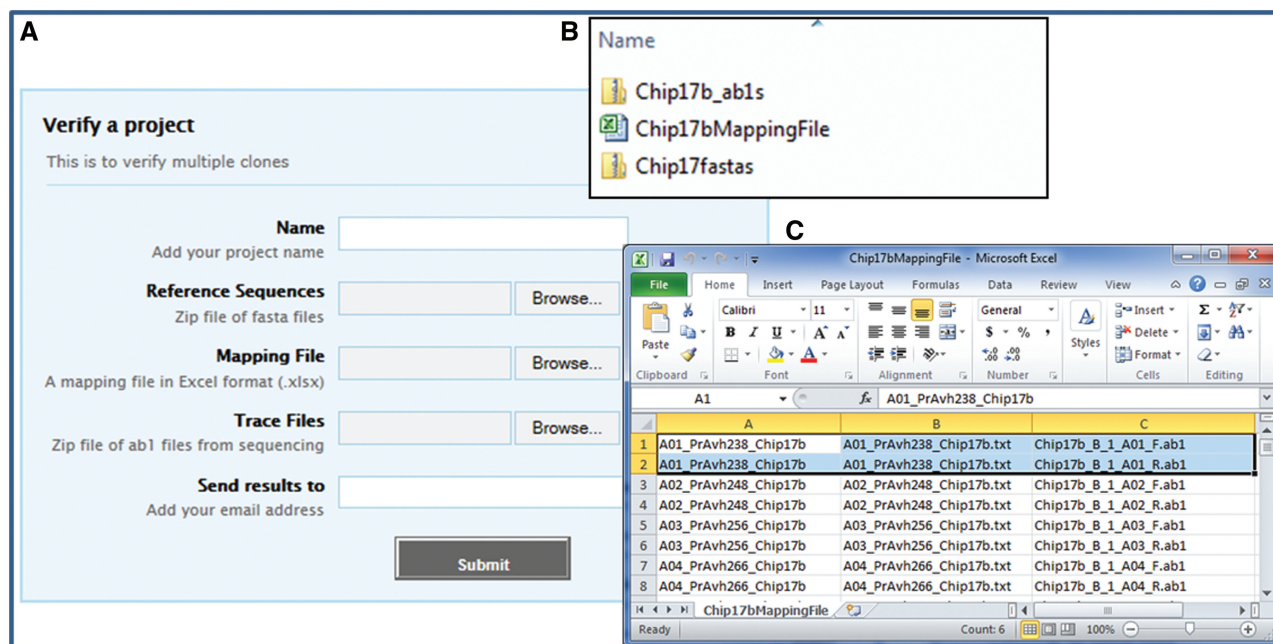 A
Verify a project
This is to verify multiple clones
Name
Add your project name
Reference Sequences
Zip file of fasta files
Browse...
Mapping File
A mapping file in Excel format (.xlsx)
Browse...
Trace Files
Zip file of ab1 files from sequencing
Browse...
Send results to
Add your email address
Submit
B
Name
Chip17b_ab1s
Chip17bMappingFile
Chip17fastas
C
Chip17bMappingFile - Microsoft Excel
File Home Insert Page Layout Formulas Data Review View
Calibri 11 General Insert
B I U A A $ % , Styles Delete
Paste Format
Clipboard Font Alignment Number Cells Editing
A1 fx A01_PrAvh238_Chip17b
A B C
1 A01_PrAvh238_Chip17b A01_PrAvh238_Chip17b.txt Chip17b_B_1_A01_F.ab1
2 A01_PrAvh238_Chip17b A01_PrAvh238_Chip17b.txt Chip17b_B_1_A01_R.ab1
3 A02_PrAvh248_Chip17b A02_PrAvh248_Chip17b.txt Chip17b_B_1_A02_F.ab1
4 A02_PrAvh248_Chip17b A02_PrAvh248_Chip17b.txt Chip17b_B_1_A02_R.ab1
5 A03_PrAvh256_Chip17b A03_PrAvh256_Chip17b.txt Chip17b_B_1_A03_F.ab1
6 A03_PrAvh256_Chip17b A03_PrAvh256_Chip17b.txt Chip17b_B_1_A03_R.ab1
7 A04_PrAvh266_Chip17b A04_PrAvh266_Chip17b.txt Chip17b_B_1_A04_F.ab1
8 A04_PrAvh266_Chip17b A04_PrAvh266_Chip17b.txt Chip17b_B_1_A04_R.ab1
Chip17bMappingFile
Ready Count: 6 100%